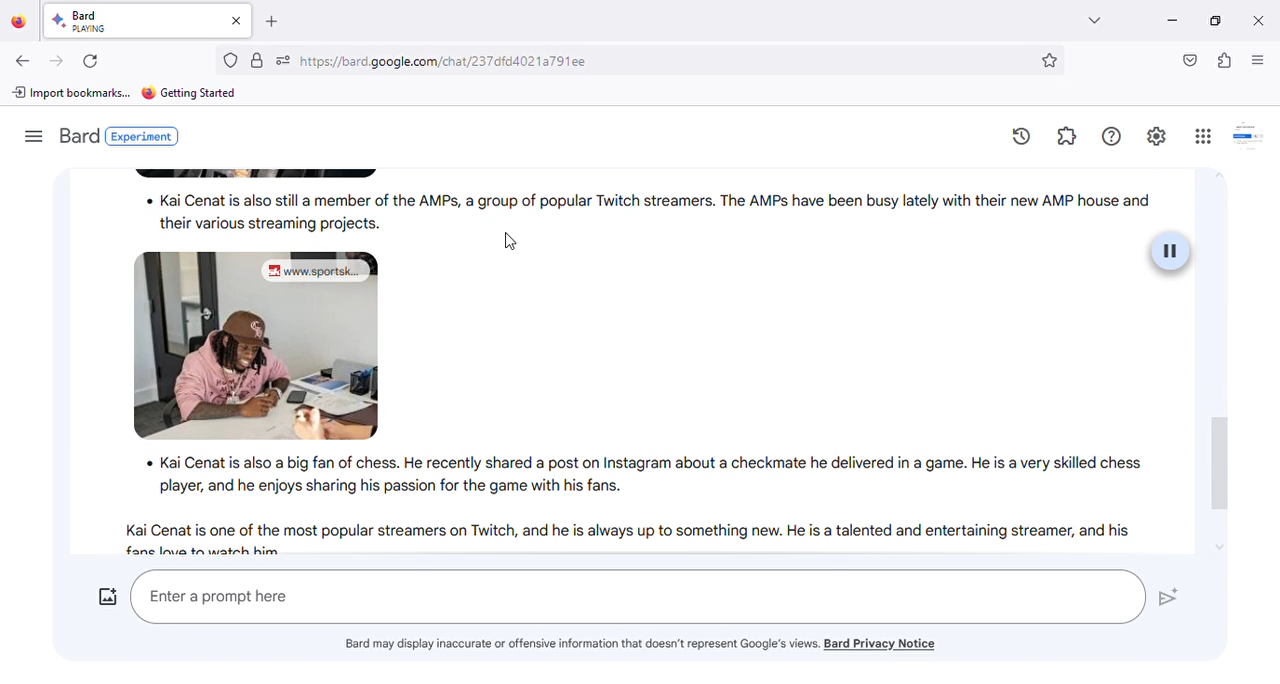 Bard
PLAYING
https://bard.google.com/chat/237dfd4021a791ee
Import bookmarks...
Getting Started
Bard Experiment
• Kai Cenat is also still a member of the AMPs, a group of popular Twitch streamers. The AMPs have been busy lately with their new AMP house and
their various streaming projects.
www.sportsk...
• Kai Cenat is also a big fan of chess. He recently shared a post on Instagram about a checkmate he delivered in a game. He is a very skilled chess
player, and he enjoys sharing his passion for the game with his fans.
Kai Cenat is one of the most popular streamers on Twitch, and he is always up to something new. He is a talented and entertaining streamer, and his
fans love to watch him
Enter a prompt here
Bard may display inaccurate or offensive information that doesn't represent Google's views. Bard Privacy Notice